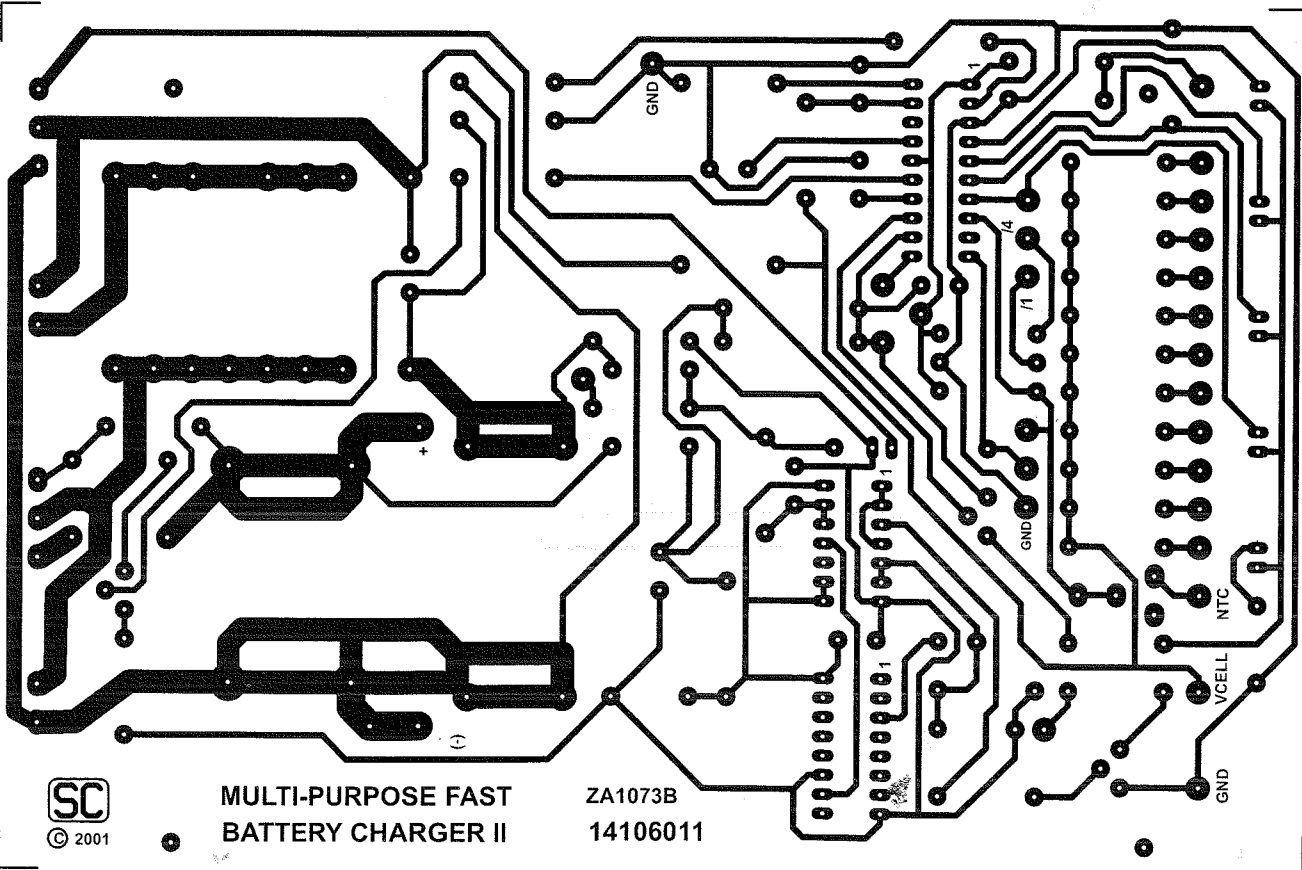 GND
1
/4
/1
+
1
GND
NTC
1
VCELL
(-)
GND
SC
© 2001
MULTI-PURPOSE FAST
BATTERY CHARGER II
ZA1073B
14106011